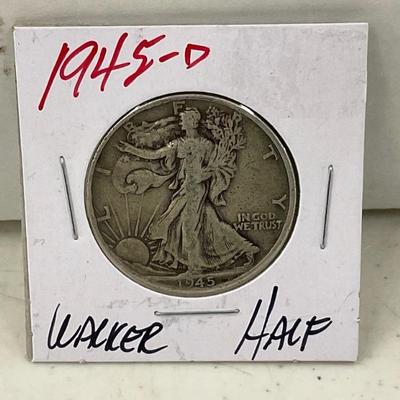 1945-D
LIBERTY
IN GOD
WE TRUST
1945
WALKER HALF